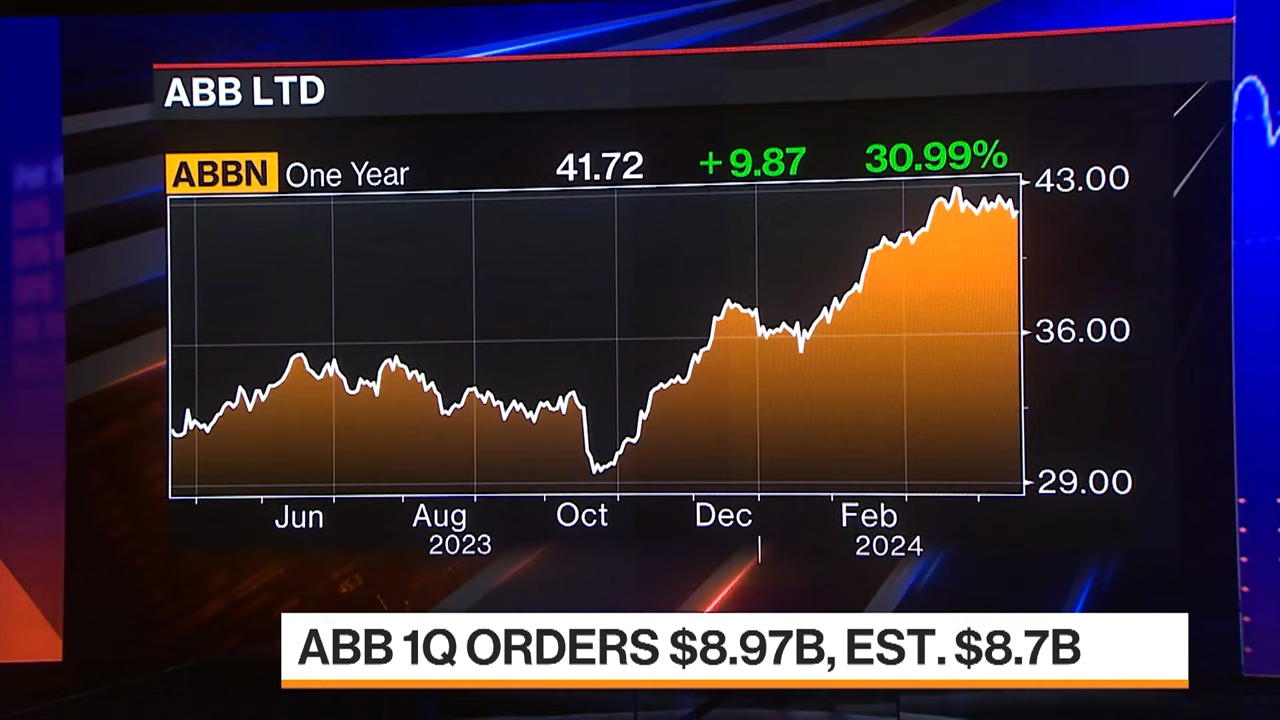 ABB LTD
ABBN One Year 41.72 +9.87 30.99%
43.00
36.00
29.00
Jun Aug Oct Dec Feb
2023 2024
ABB 1Q ORDERS $8.97B, EST. $8.7B